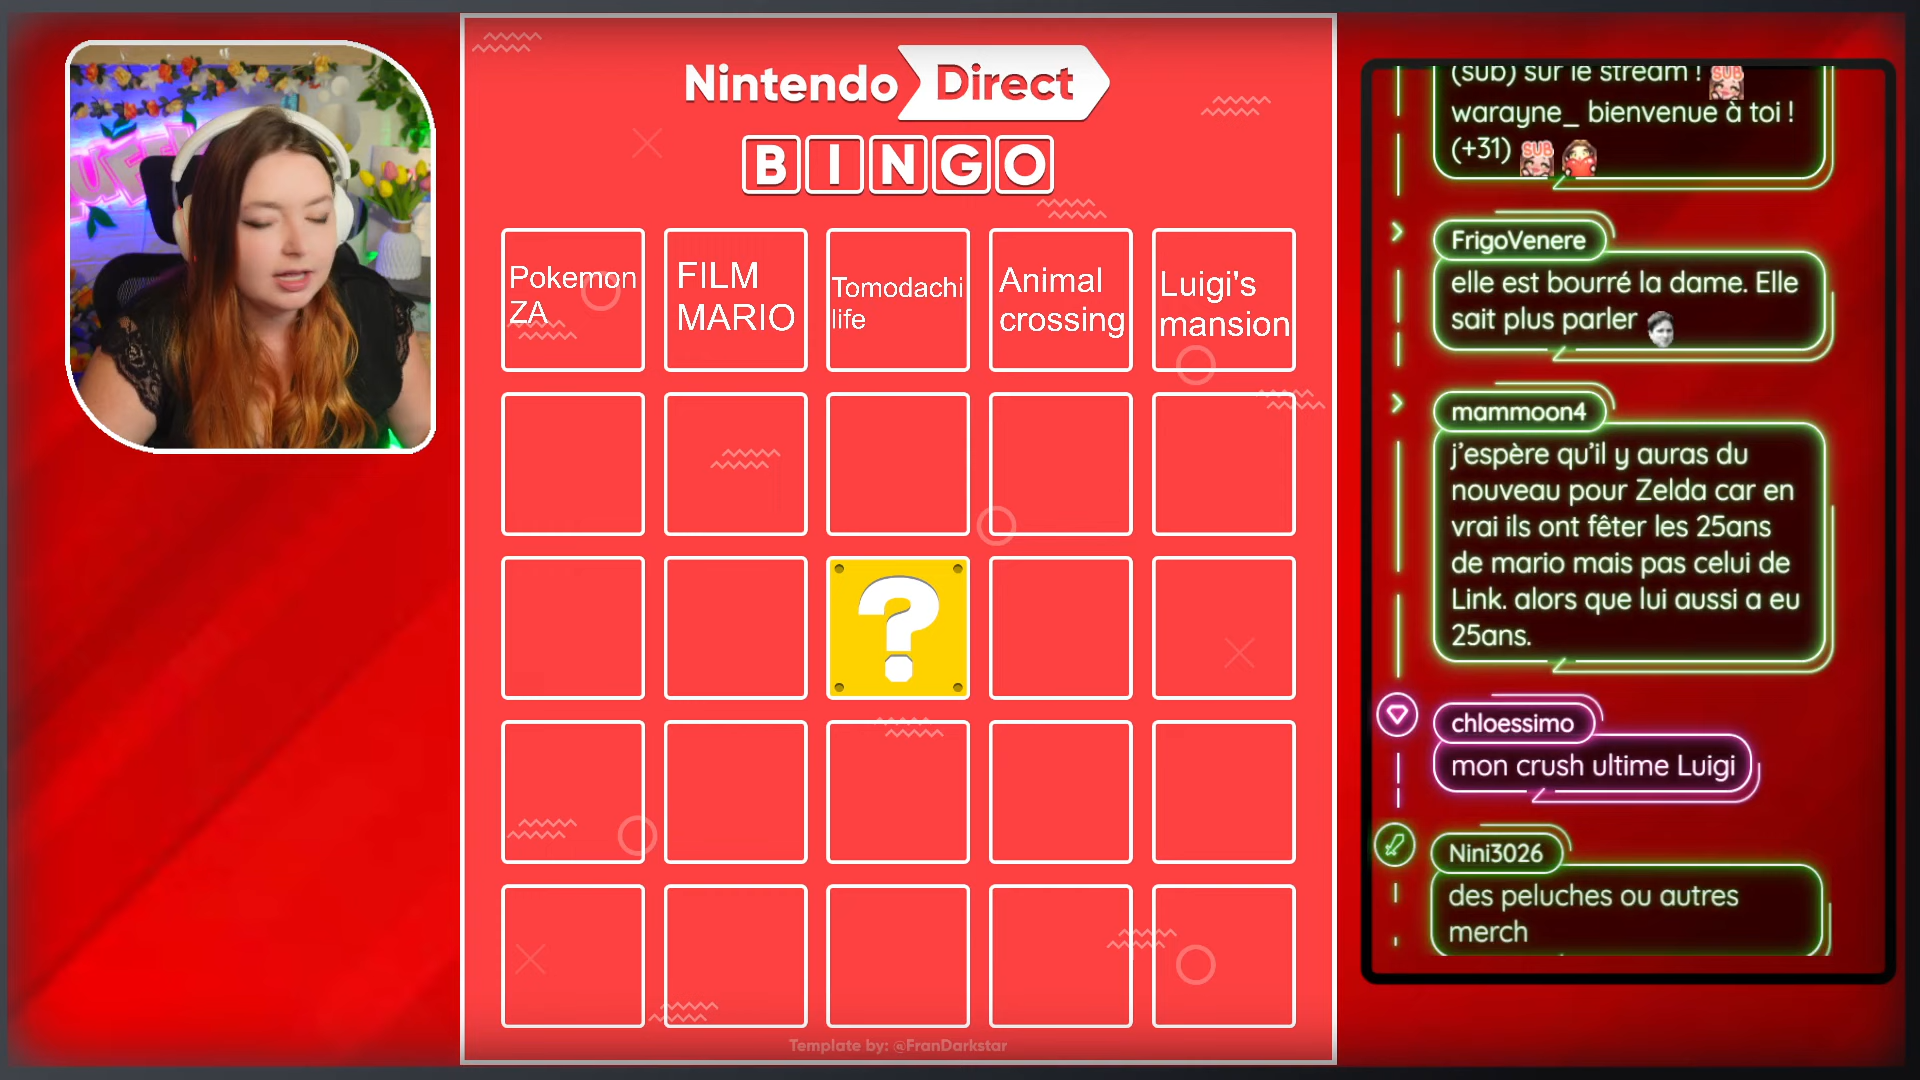 Nintendo Direct
BINGO
Pokemon
ZA
FILM
MARIO
Tomodachi
life
Animal
crossing
Luigi's
mansion
?
Template by: @FranDarkstar
(sub) sur le stream ! SUB
warayne_ bienvenue à toi !
(+31) SUB
FrigoVenere
elle est bourré la dame. Elle
sait plus parler
mammoon4
j'espère qu'il y auras du
nouveau pour Zelda car en
vrai ils ont fêter les 25ans
de mario mais pas celui de
Link. alors que lui aussi a eu
25ans.
chloessimo
mon crush ultime Luigi
Nini3026
des peluches ou autres
merch